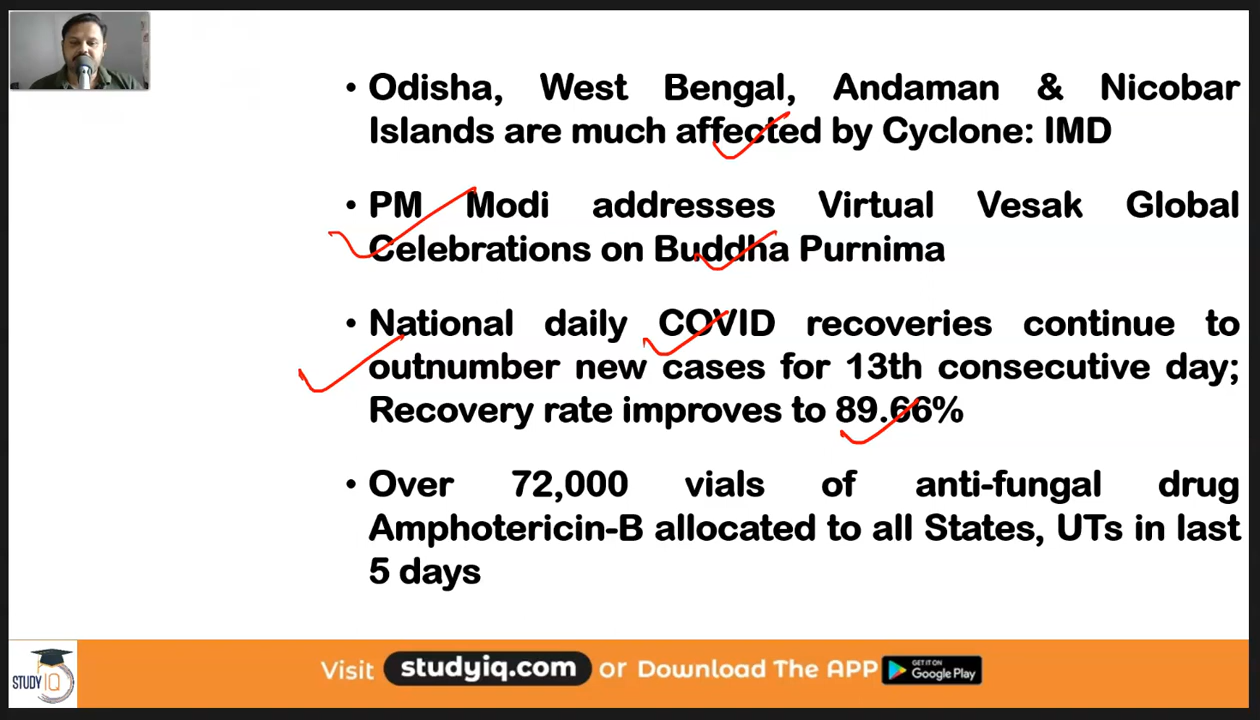 • Odisha, West Bengal, Andaman & Nicobar
Islands are much affected by Cyclone: IMD
• PM Modi addresses Virtual Vesak Global
Celebrations on Buddha Purnima
• National daily COVID recoveries continue to
outnumber new cases for 13th consecutive day;
Recovery rate improves to 89.66%
• Over 72,000 vials of anti-fungal drug
Amphotericin-B allocated to all States, UTs in last
5 days
STUDY IQ
Visit studyiq.com or Download The APP GET IT ON Google Play